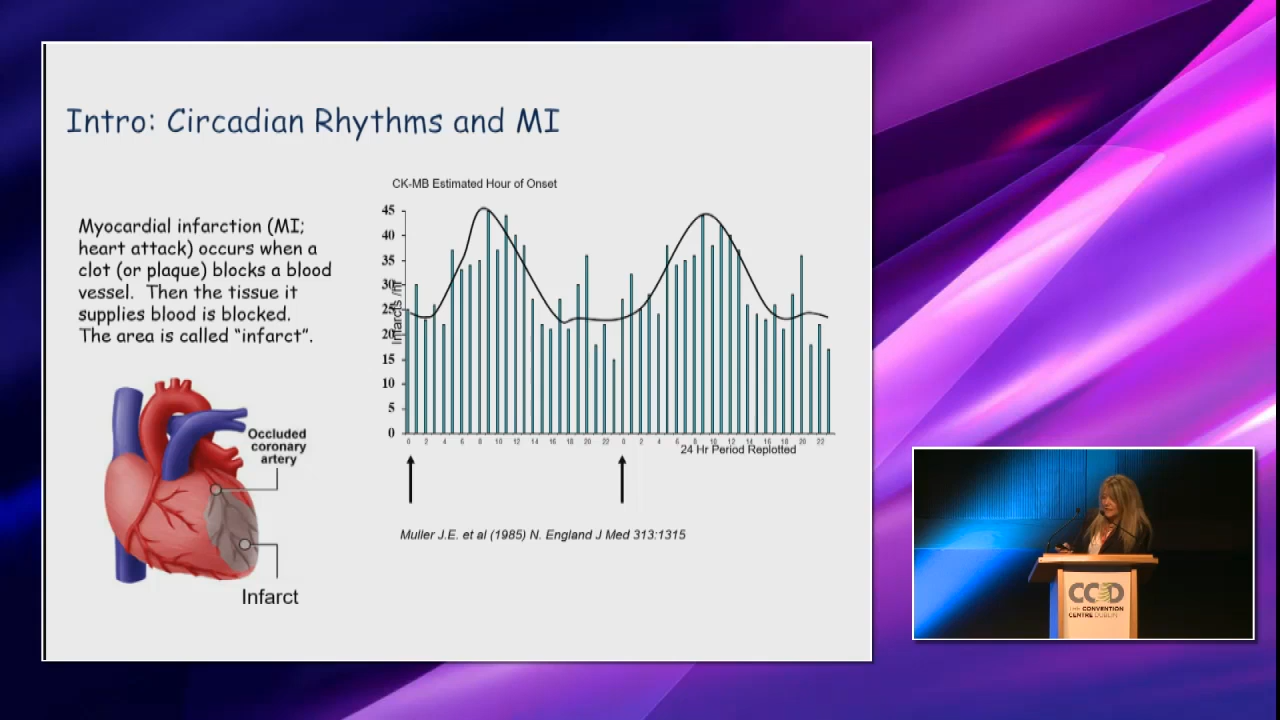 Intro: Circadian Rhythms and MI
CK-MB Estimated Hour of Onset
Myocardial infarction (MI;
heart attack) occurs when a
clot (or plaque) blocks a blood
vessel. Then the tissue it
supplies blood is blocked.
The area is called “infarct”.
45
40
35
30
25
20
15
10
5
0
0 2 4 6 8 10 12 14 16 18 20 22 0 2 4 6 8 10 12 14 16 18 20 22
24 Hr Period Replotted
Occluded
coronary
artery
Infarct
Muller J.E. et al (1985) N. England J Med 313:1315
THE CONVENTION
CENTRE DUBLIN